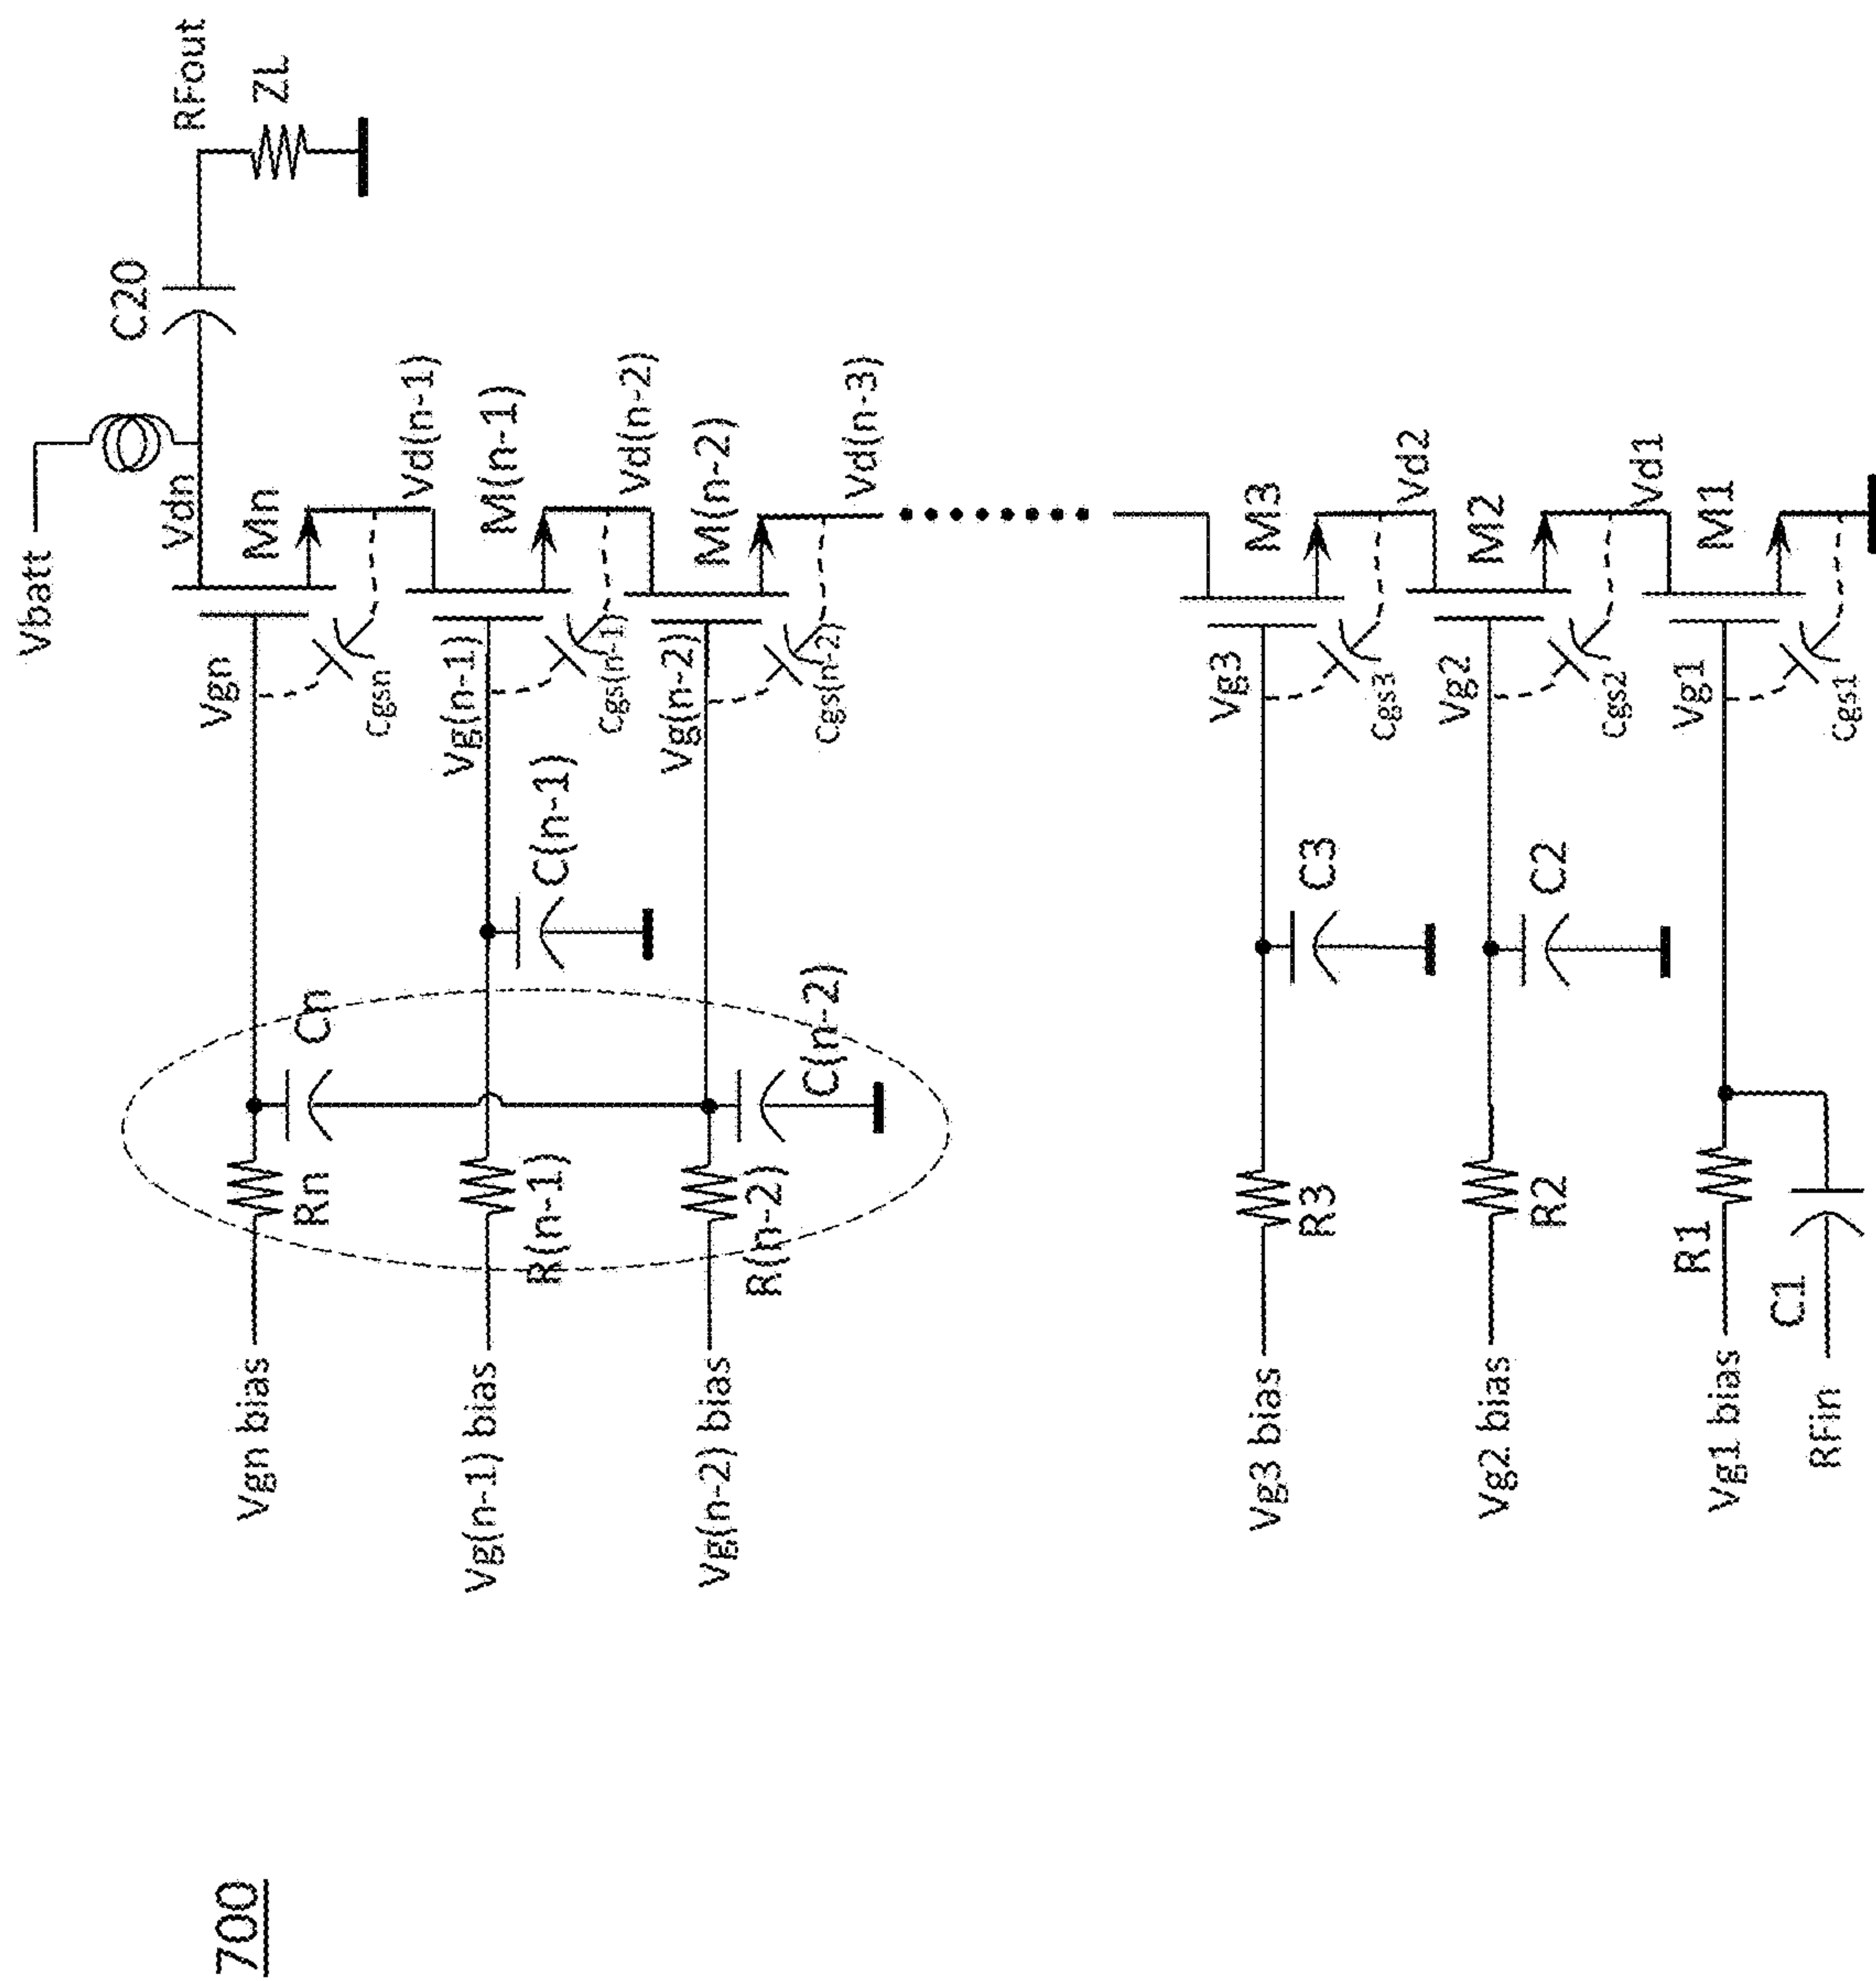 700
Vbatt
RFout
ZL
C20
Vdn
Mn
Vgn
Cgsn
Vd(n-1)
M(n-1)
Vg(n-1)
Cgs(n-1)
Vd(n-2)
M(n-2)
Vg(n-2)
Cgs(n-2)
Vd(n-3)
Cn
Rn
Vgn bias
C(n-1)
R(n-1)
Vg(n-1) bias
C(n-2)
R(n-2)
Vg(n-2) bias
M3
Vg3
Cgs3
C3
R3
Vg3 bias
Vd2
M2
Vg2
Cgs2
C2
R2
Vg2 bias
Vd1
M1
Vg1
Cgs1
R1
Vg1 bias
C1
RFin